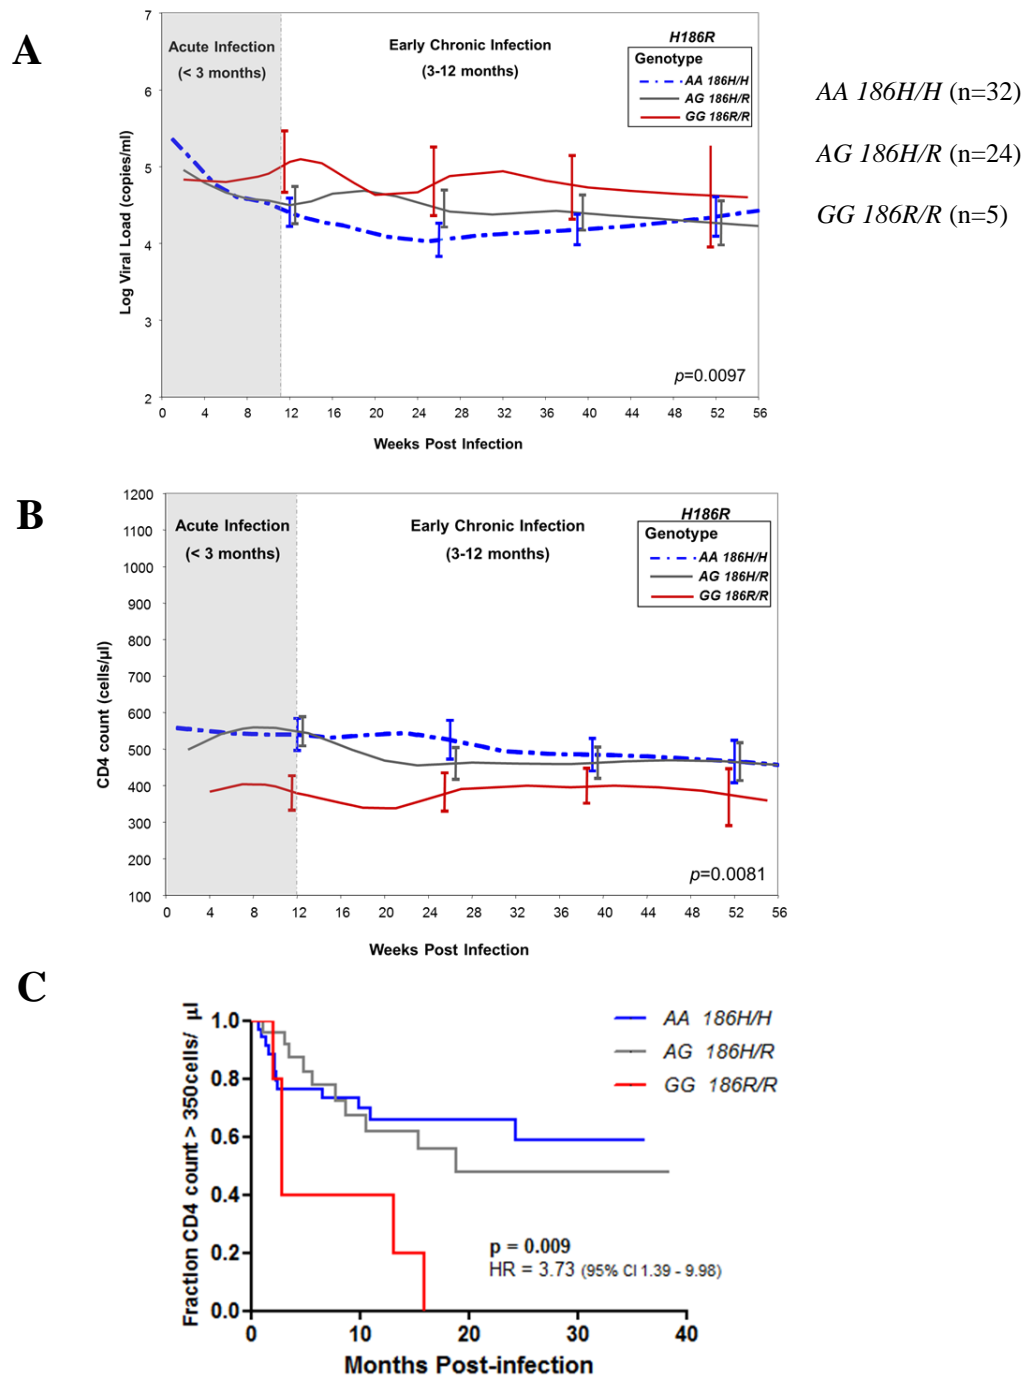 A
7
6
5
4
3
2
Log Viral Load (copies/ml)
Acute Infection
(< 3 months)
Early Chronic Infection
(3-12 months)
H186R
Genotype
AA 186H/H
AG 186H/R
GG 186R/R
p=0.0097
0 4 8 12 16 20 24 28 32 36 40 44 48 52 56
Weeks Post Infection
AA 186H/H (n=32)
AG 186H/R (n=24)
GG 186R/R (n=5)
B
1200
1100
1000
900
800
700
600
500
400
300
200
100
CD4 count (cells/µl)
Acute Infection
(< 3 months)
Early Chronic Infection
(3-12 months)
H186R
Genotype
AA 186H/H
AG 186H/R
GG 186R/R
p=0.0081
0 4 8 12 16 20 24 28 32 36 40 44 48 52 56
Weeks Post Infection
C
1.0
0.8
0.6
0.4
0.2
0.0
Fraction CD4 count > 350cells/ µl
AA 186H/H
AG 186H/R
GG 186R/R
p = 0.009
HR = 3.73 (95% CI 1.39 - 9.98)
0 10 20 30 40
Months Post-infection